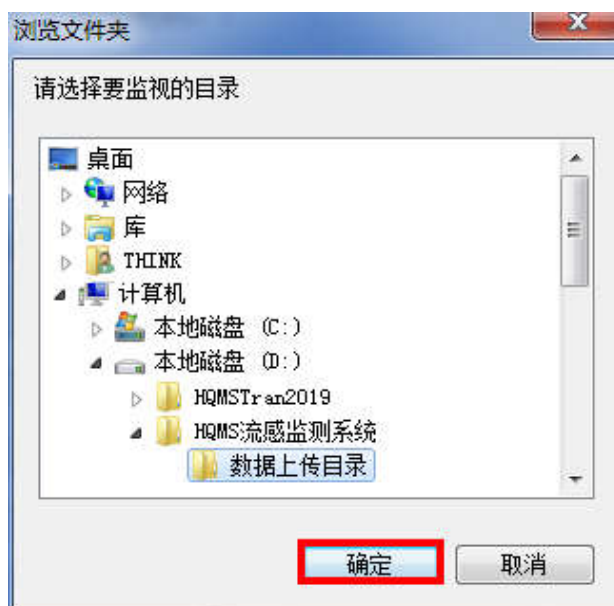 浏览文件夹
请选择要监视的目录
桌面
网络
库
THINK
计算机
本地磁盘 (C:)
本地磁盘 (D:)
HQMSTran2019
HQMS流感监测系统
数据上传目录
确定 取消